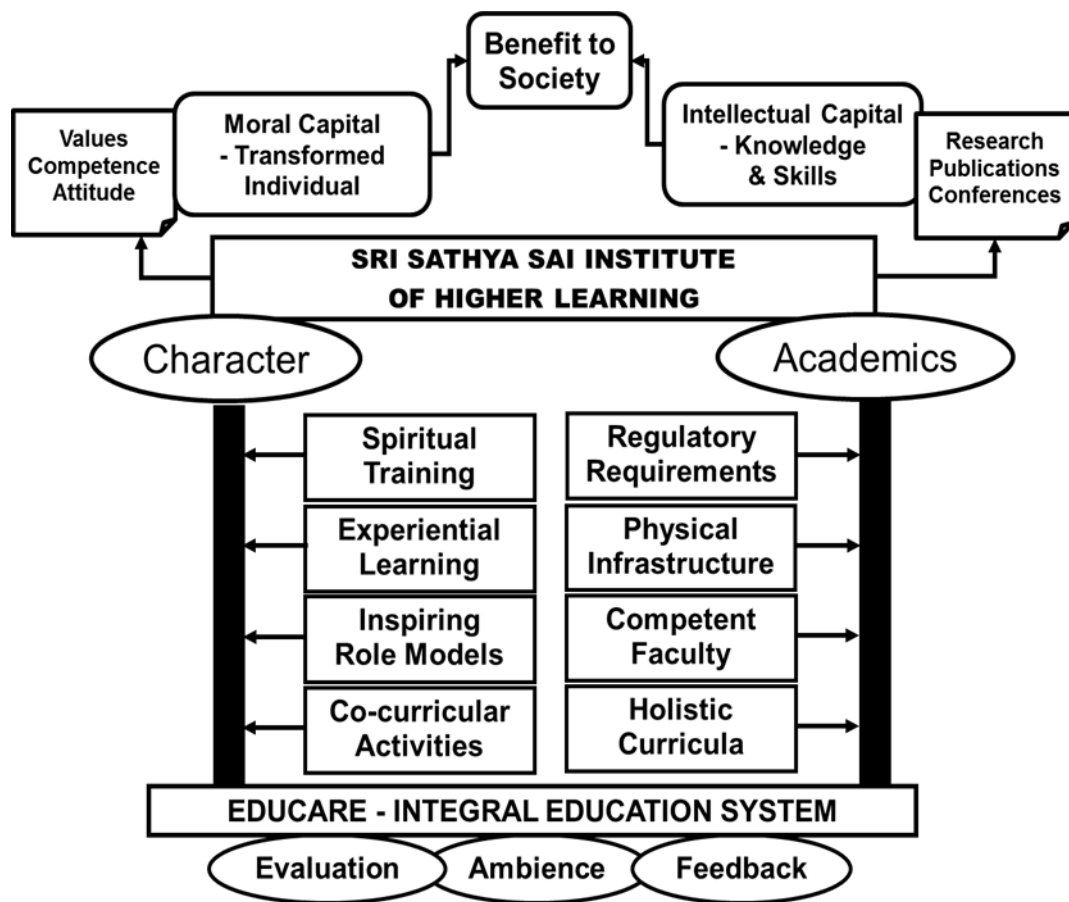 Benefit to
Society
Values
Competence
Attitude
Moral Capital
- Transformed
Individual
Intellectual Capital
- Knowledge
& Skills
Research
Publications
Conferences
SRI SATHYA SAI INSTITUTE
OF HIGHER LEARNING
Character
Academics
Spiritual
Training
Regulatory
Requirements
Experiential
Learning
Physical
Infrastructure
Inspiring
Role Models
Competent
Faculty
Co-curricular
Activities
Holistic
Curricula
EDUCARE - INTEGRAL EDUCATION SYSTEM
Evaluation
Ambience
Feedback